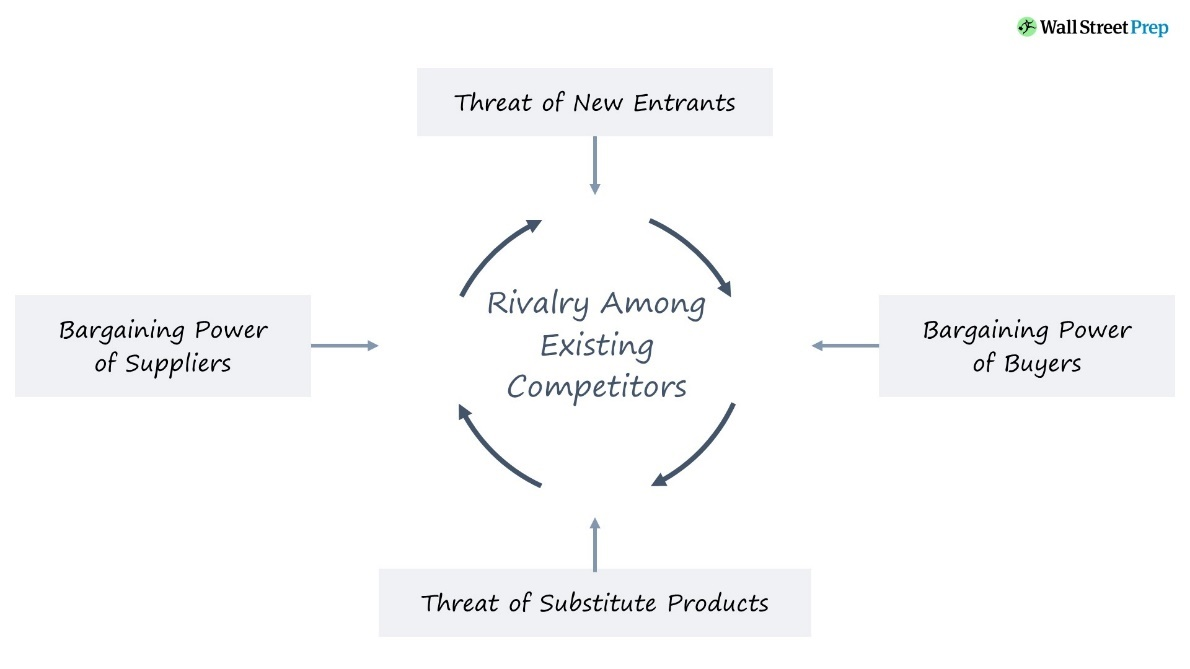 Wall Street Prep
Threat of New Entrants
Rivalry Among
Existing
Competitors
Bargaining Power
of Suppliers
Bargaining Power
of Buyers
Threat of Substitute Products